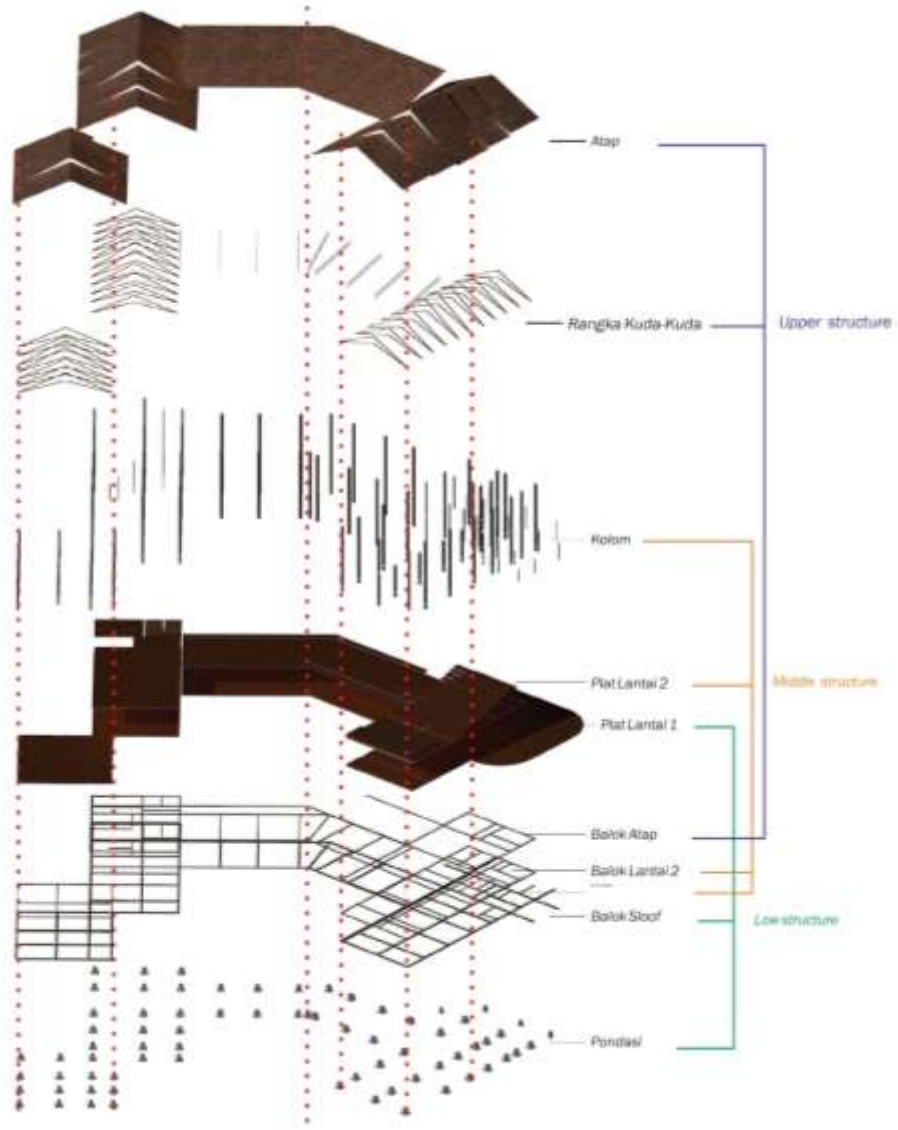 Atap
Rangka Kuda-Kuda
Upper structure
Kolom
Plat Lantai 2
Middle structure
Plat Lantai 1
Balok Atap
Balok Lantai 2
Balok Sloof
Low structure
Pondasi